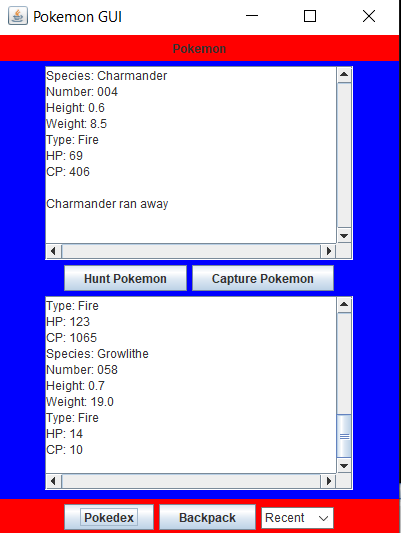 Pokemon GUI
Pokemon
Species: Charmander
Number: 004
Height: 0.6
Weight: 8.5
Type: Fire
HP: 69
CP: 406
Charmander ran away
Hunt Pokemon
Capture Pokemon
Type: Fire
HP: 123
CP: 1065
Species: Growlithe
Number: 058
Height: 0.7
Weight: 19.0
Type: Fire
HP: 14
CP: 10
Pokedex
Backpack
Recent